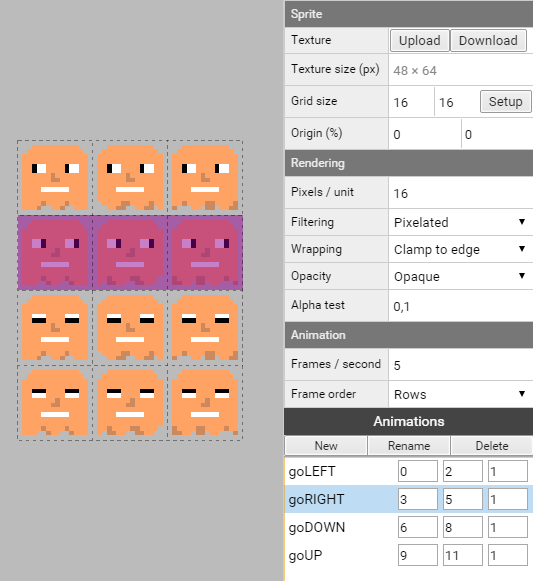 Sprite
Texture Upload Download
Texture size (px) 48 × 64
Grid size 16 16 Setup
Origin (%) 0 0
Rendering
Pixels / unit 16
Filtering Pixelated
Wrapping Clamp to edge
Opacity Opaque
Alpha test 0,1
Animation
Frames / second 5
Frame order Rows
Animations
New Rename Delete
goLEFT 0 2 1
goRIGHT 3 5 1
goDOWN 6 8 1
goUP 9 11 1